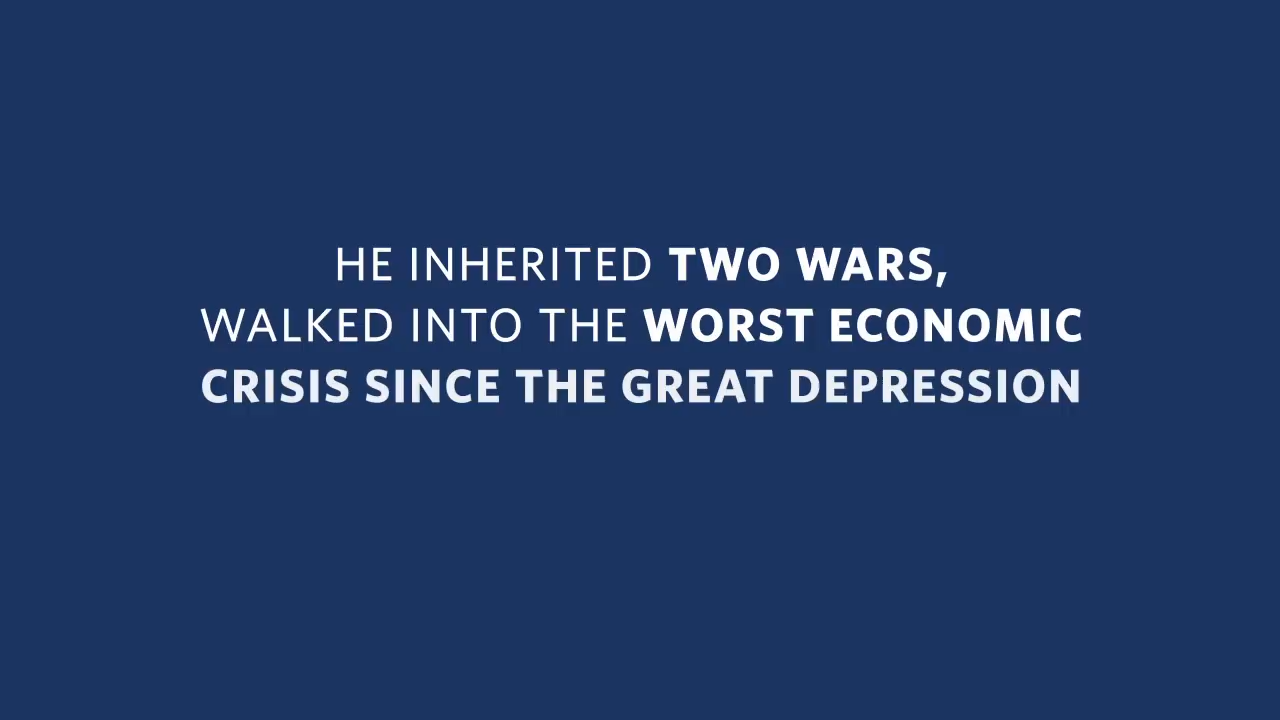 HE INHERITED TWO WARS,
WALKED INTO THE WORST ECONOMIC
CRISIS SINCE THE GREAT DEPRESSION